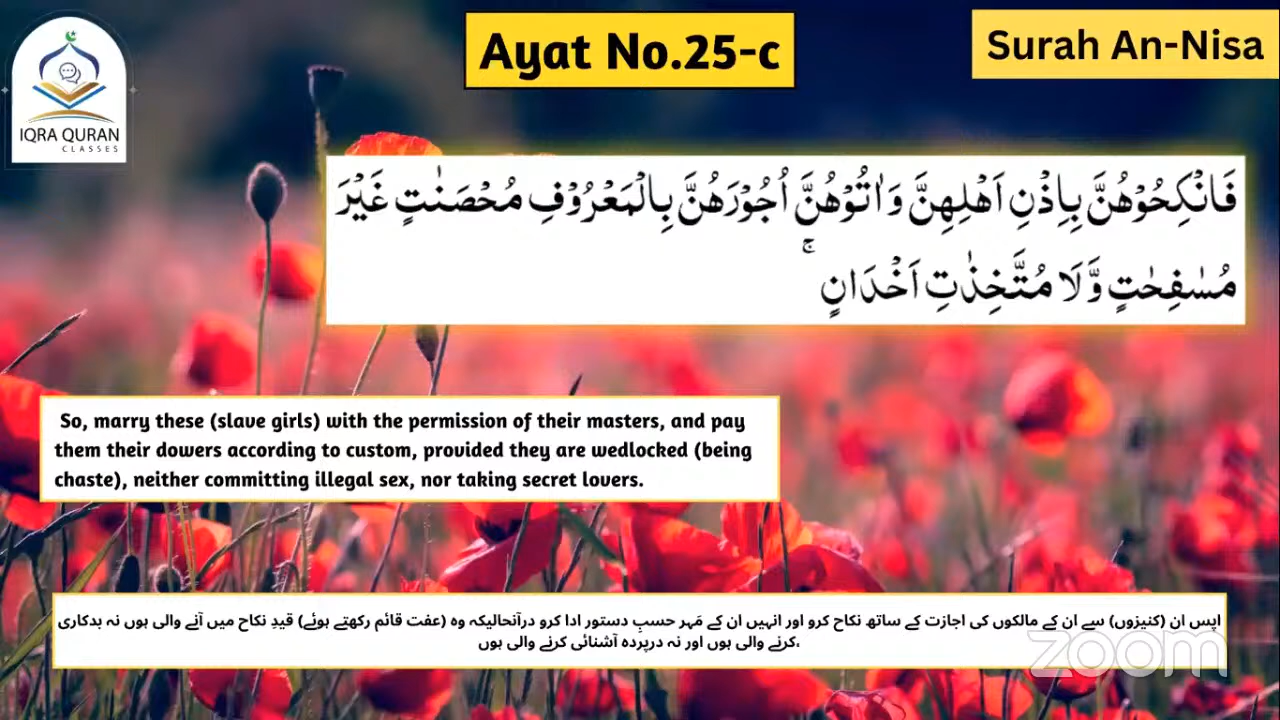 IQRA QURAN
CLASSES
Ayat No.25-c
Surah An-Nisa
فَانْكِحُوْهُنَّ بِاِذْنِ اَهْلِهِنَّ وَاٰتُوْهُنَّ اُجُوْرَهُنَّ بِالْمَعْرُوْفِ مُحْصَنٰتٍ غَيْرَ
مُسٰفِحٰتٍ وَّلَا مُتَّخِذٰتِ اَخْدَانٍ ۚ
So, marry these (slave girls) with the permission of their masters, and pay
them their dowers according to custom, provided they are wedlocked (being
chaste), neither committing illegal sex, nor taking secret lovers.
اپس ان (کنیزوں) سے ان کے مالکوں کی اجازت کے ساتھ نکاح کرو اور انہیں ان کے مَہر حسبِ دستور ادا کرو درآنحالیکہ وہ (عفت قائم رکھتے ہوئے) قیدِ نکاح میں آنے والی ہوں نہ بدکاری
،کرنے والی ہوں اور نہ درپردہ آشنائی کرنے والی ہوں
zoom